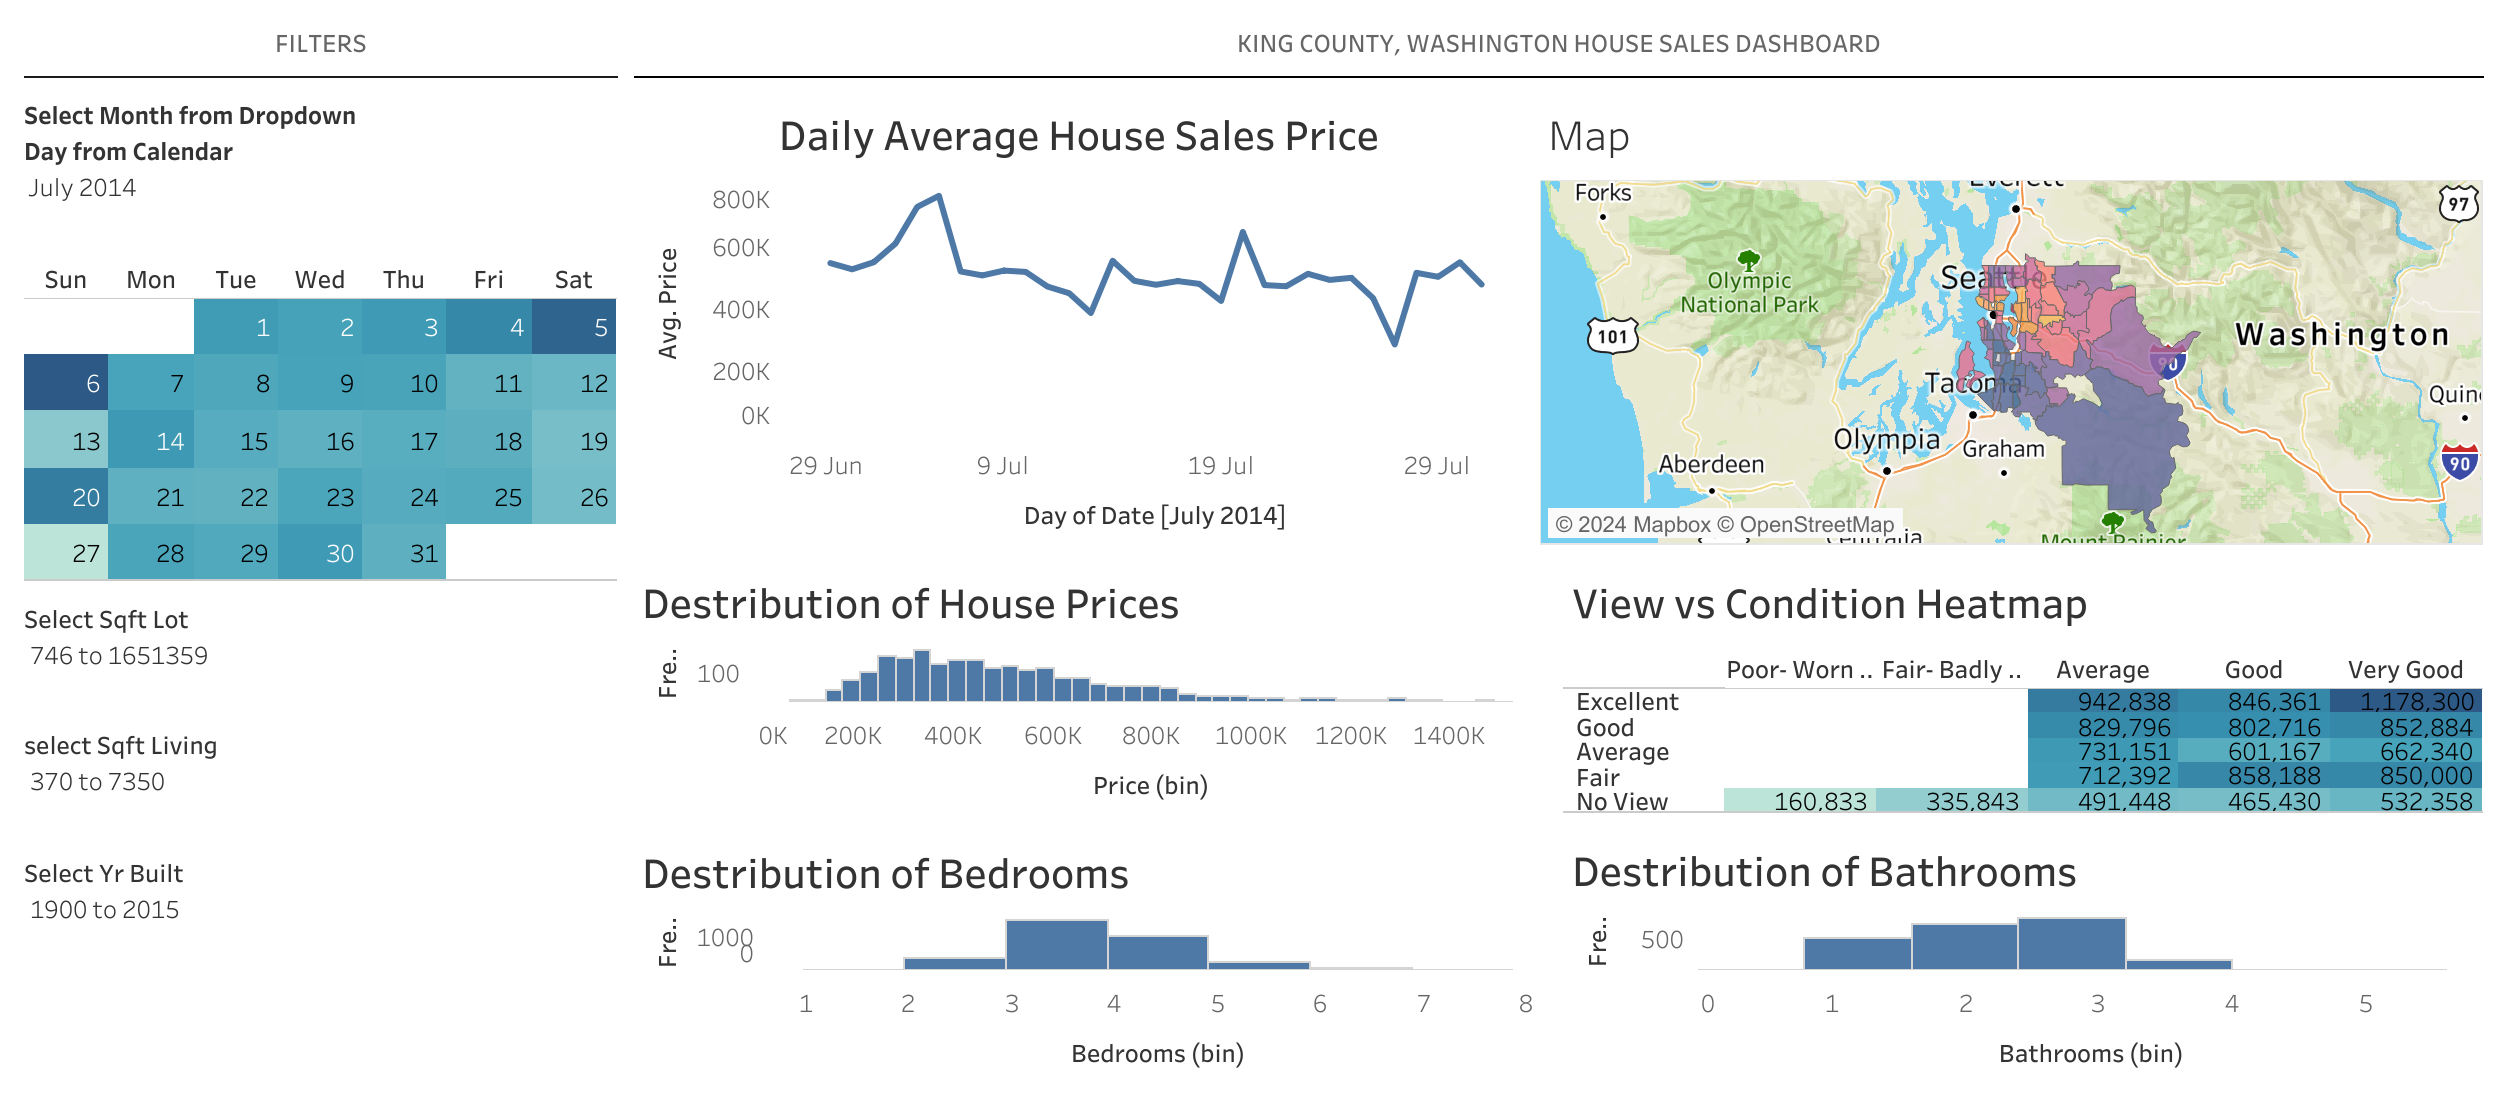 FILTERS
KING COUNTY, WASHINGTON HOUSE SALES DASHBOARD
Select Month from Dropdown
Day from Calendar
July 2014
Sun Mon Tue Wed Thu Fri Sat
1 2 3 4 5
6 7 8 9 10 11 12
13 14 15 16 17 18 19
20 21 22 23 24 25 26
27 28 29 30 31
Select Sqft Lot
746 to 1651359
select Sqft Living
370 to 7350
Select Yr Built
1900 to 2015
Daily Average House Sales Price
Avg. Price
800K
600K
400K
200K
0K
29 Jun 9 Jul 19 Jul 29 Jul
Day of Date [July 2014]
Map
Forks
Everett
97
Olympic
National Park
Seattle
101
Washington
90
Tacoma
Quin
Olympia
Graham
Aberdeen
90
© 2024 Mapbox © OpenStreetMap
Centralia
Mount Rainier
Destribution of House Prices
Fre..
100
0K 200K 400K 600K 800K 1000K 1200K 1400K
Price (bin)
View vs Condition Heatmap
Poor- Worn .. Fair- Badly .. Average Good Very Good
Excellent 942,838 846,361 1,178,300
Good 829,796 802,716 852,884
Average 731,151 601,167 662,340
Fair 712,392 858,188 850,000
No View 160,833 335,843 491,448 465,430 532,358
Destribution of Bedrooms
Fre..
1000
0
1 2 3 4 5 6 7 8
Bedrooms (bin)
Destribution of Bathrooms
Fre..
500
0 1 2 3 4 5
Bathrooms (bin)